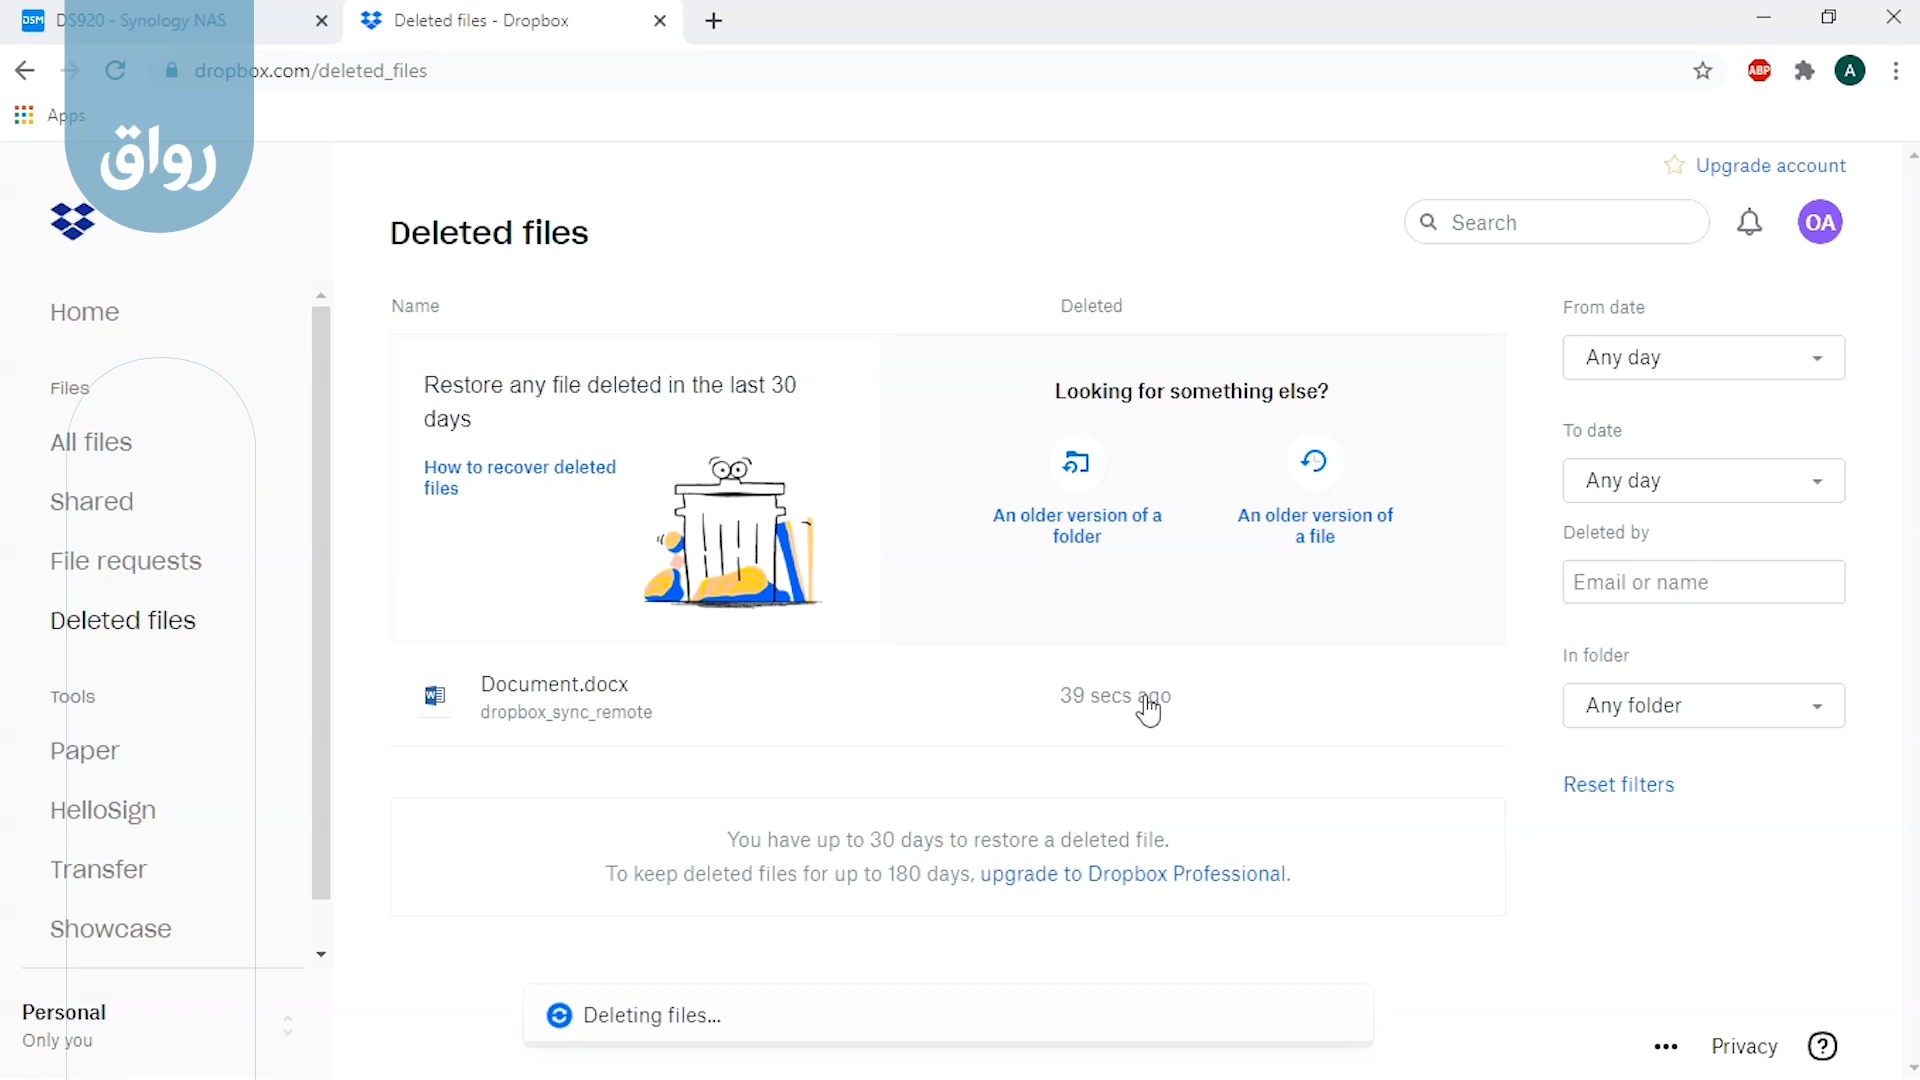 DSM DS920 - Synology NAS
Deleted files - Dropbox
dropbox.com/deleted_files
ABP
A
Apps
رواق
Upgrade account
Deleted files
Search
OA
Home
Files
All files
Shared
File requests
Deleted files
Tools
Paper
HelloSign
Transfer
Showcase
Personal
Only you
Name
Deleted
Restore any file deleted in the last 30
days
How to recover deleted
files
Looking for something else?
An older version of a
folder
An older version of
a file
Document.docx
dropbox_sync_remote
39 secs ago
You have up to 30 days to restore a deleted file.
To keep deleted files for up to 180 days, upgrade to Dropbox Professional.
Deleting files...
From date
Any day
To date
Any day
Deleted by
Email or name
In folder
Any folder
Reset filters
Privacy